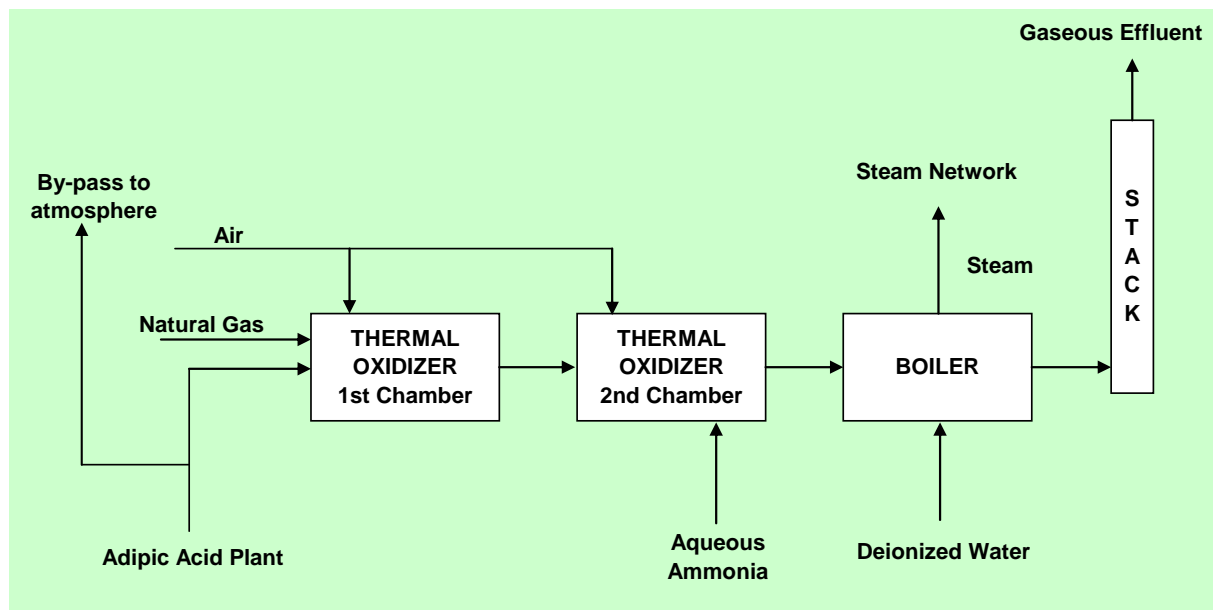 Gaseous Effluent
By-pass to
atmosphere
Steam Network
S
T
A
C
K
Air
Steam
Natural Gas
THERMAL
OXIDIZER
1st Chamber
THERMAL
OXIDIZER
2nd Chamber
BOILER
Adipic Acid Plant
Aqueous
Ammonia
Deionized Water